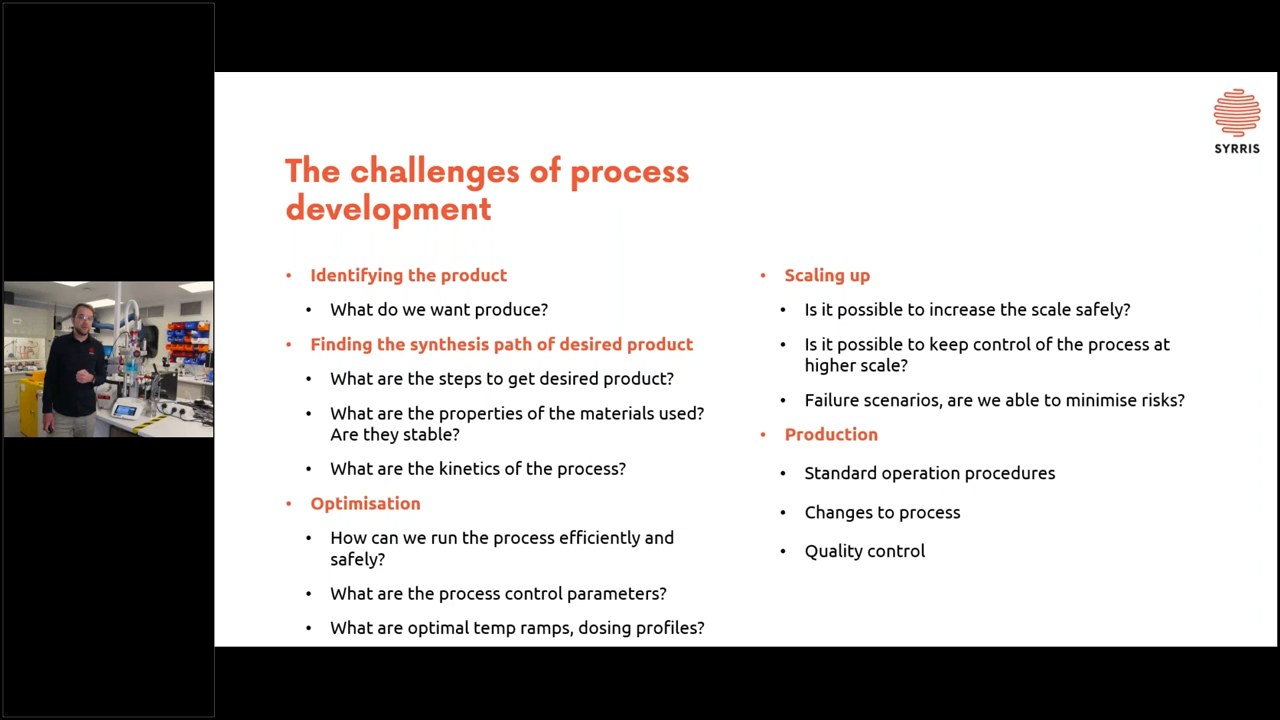 SYRRIS
The challenges of process
development
• Identifying the product
• What do we want produce?
• Finding the synthesis path of desired product
• What are the steps to get desired product?
• What are the properties of the materials used?
Are they stable?
• What are the kinetics of the process?
• Optimisation
• How can we run the process efficiently and
safely?
• What are the process control parameters?
• What are optimal temp ramps, dosing profiles?
• Scaling up
• Is it possible to increase the scale safely?
• Is it possible to keep control of the process at
higher scale?
• Failure scenarios, are we able to minimise risks?
• Production
• Standard operation procedures
• Changes to process
• Quality control